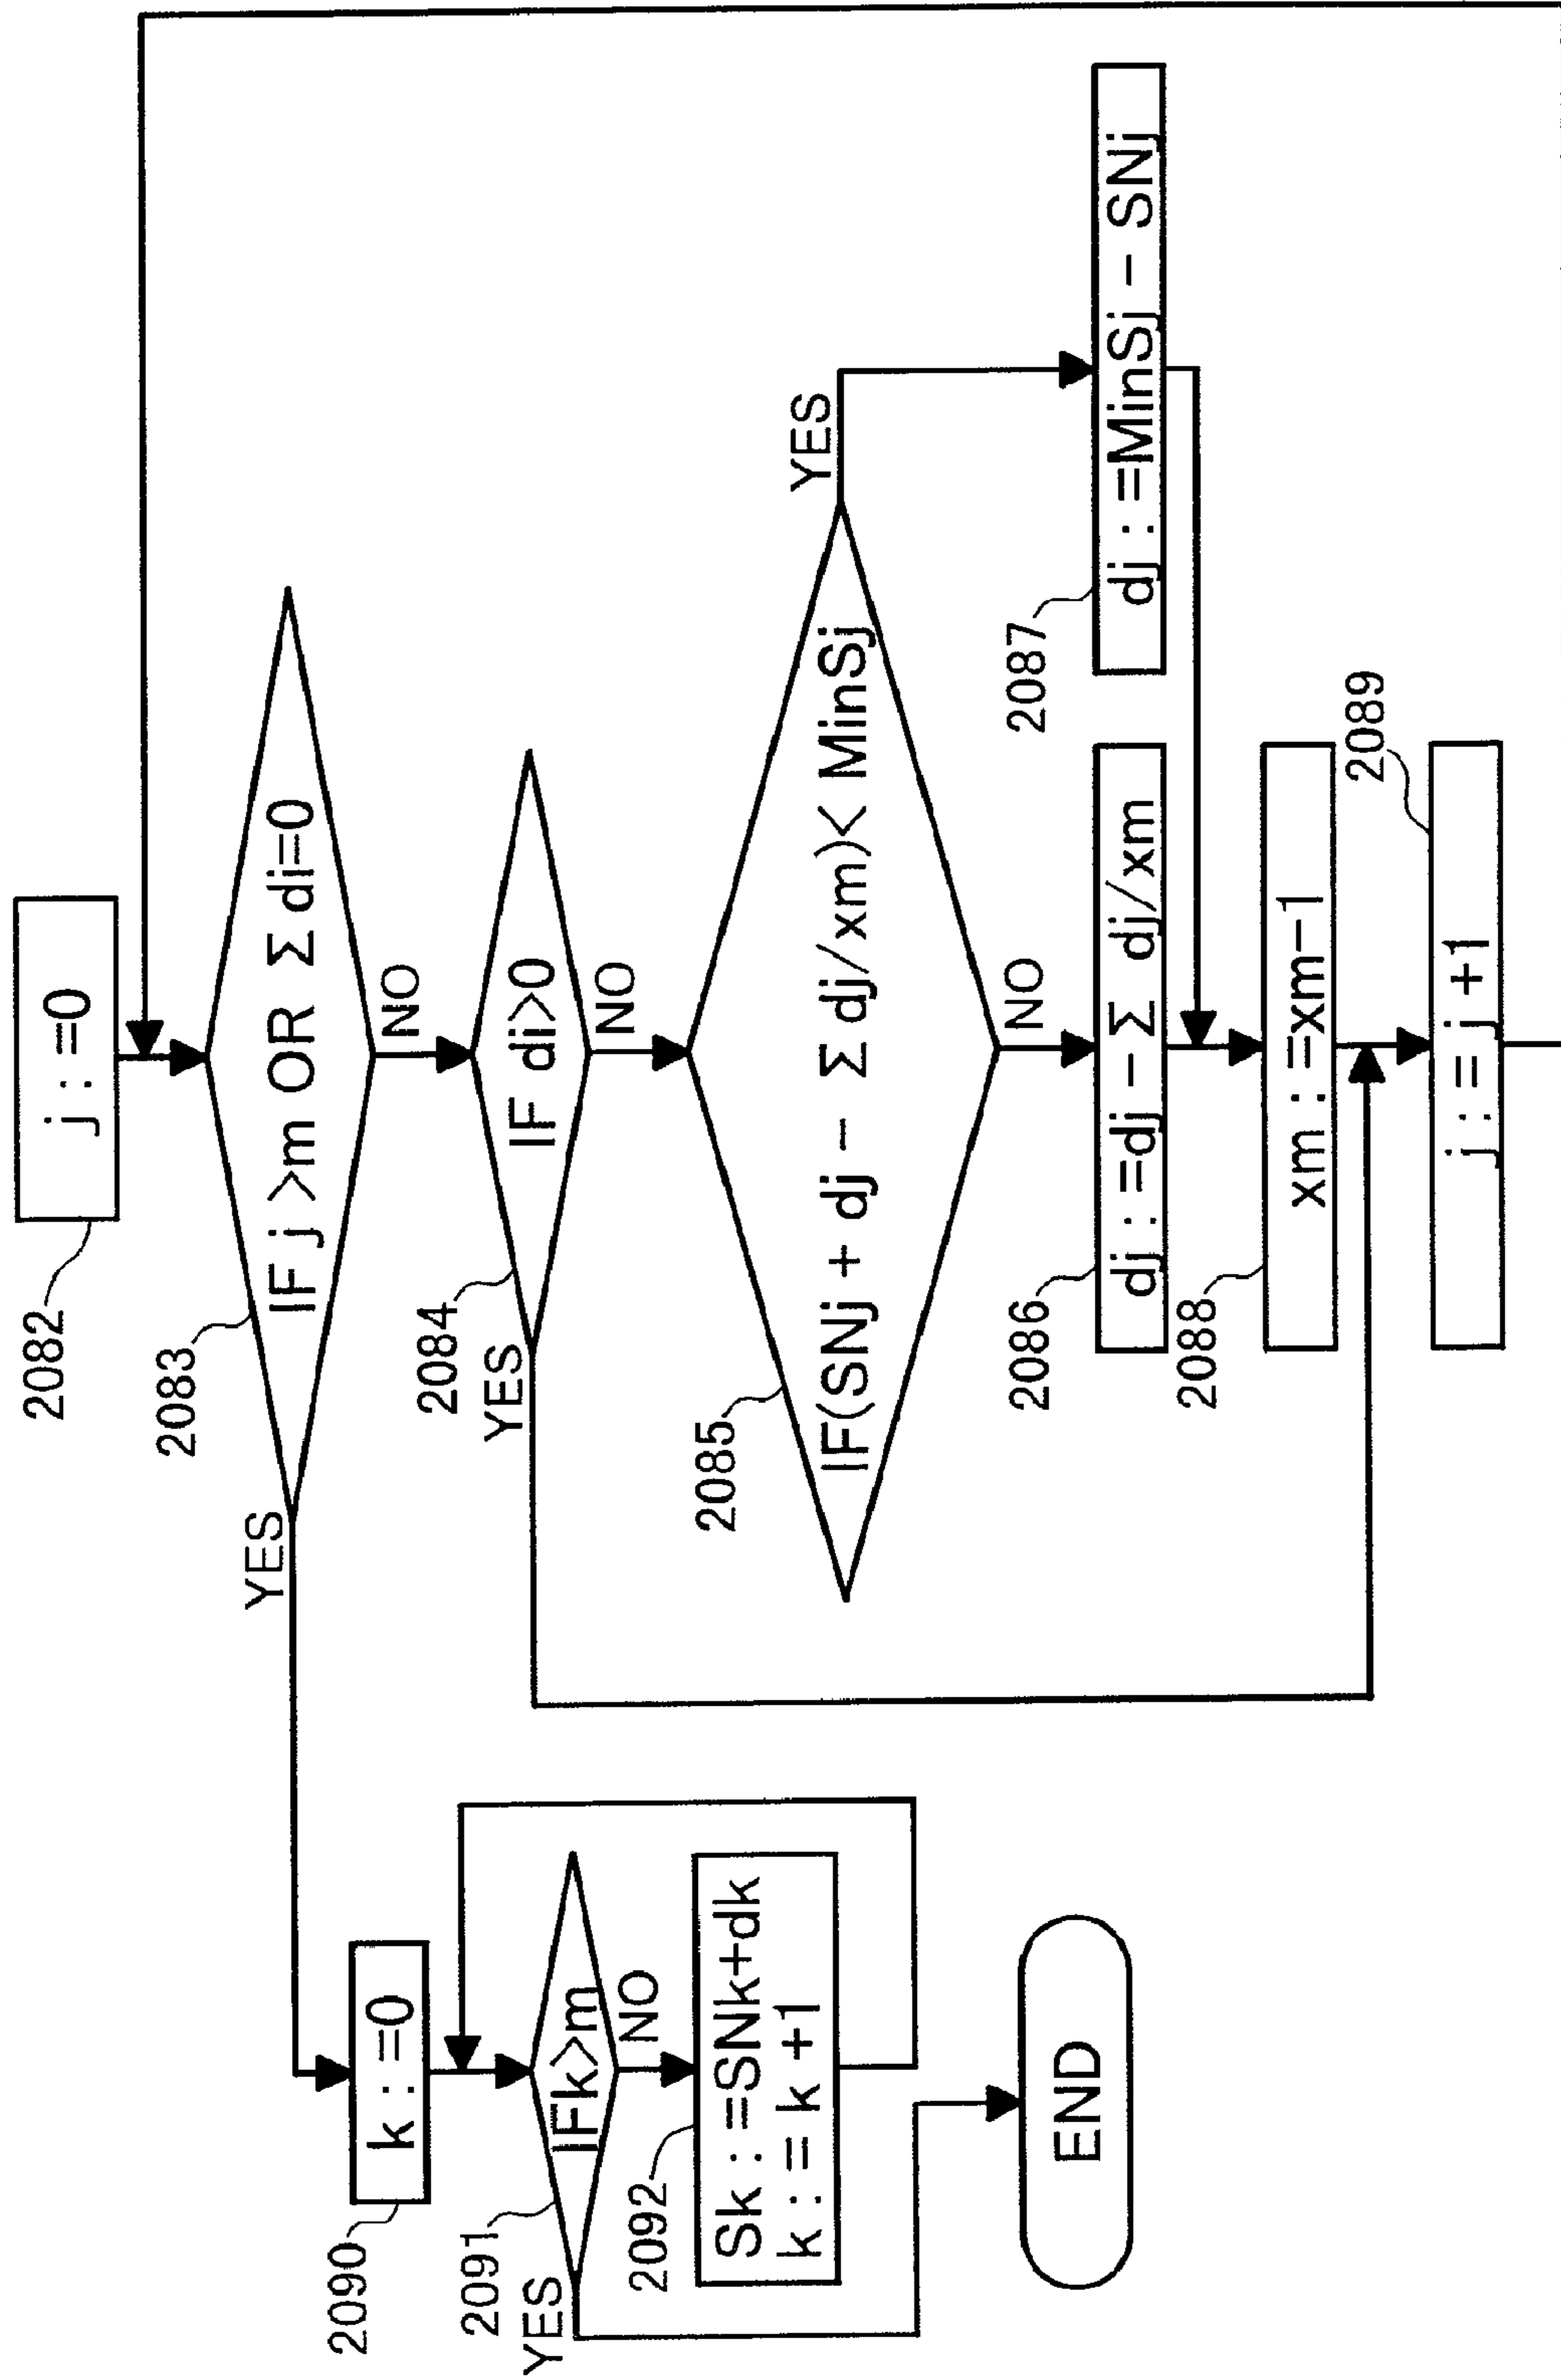 2082
j : =0
2083
IF j >m OR Σ di=0
YES
NO
2084
IF di>0
YES
NO
2085
IF(SNj + dj - Σ dj/xm)< MinSj
YES
NO
2086
dj : =dj - Σ dj/xm
2087
dj : =MinSj - SNj
2088
xm : =xm-1
2089
j : = j +1
2090
k : =0
2091
IFk>m
YES
NO
2092
Sk : =SNk+dk
k : = k +1
END